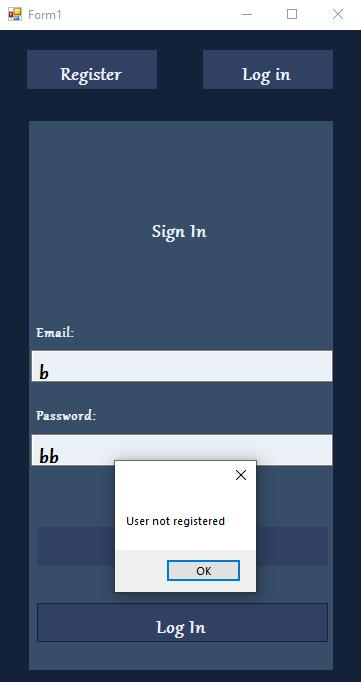 Form1
Register
Log in
Sign In
Email:
b
Password:
bb
User not registered
OK
Log In